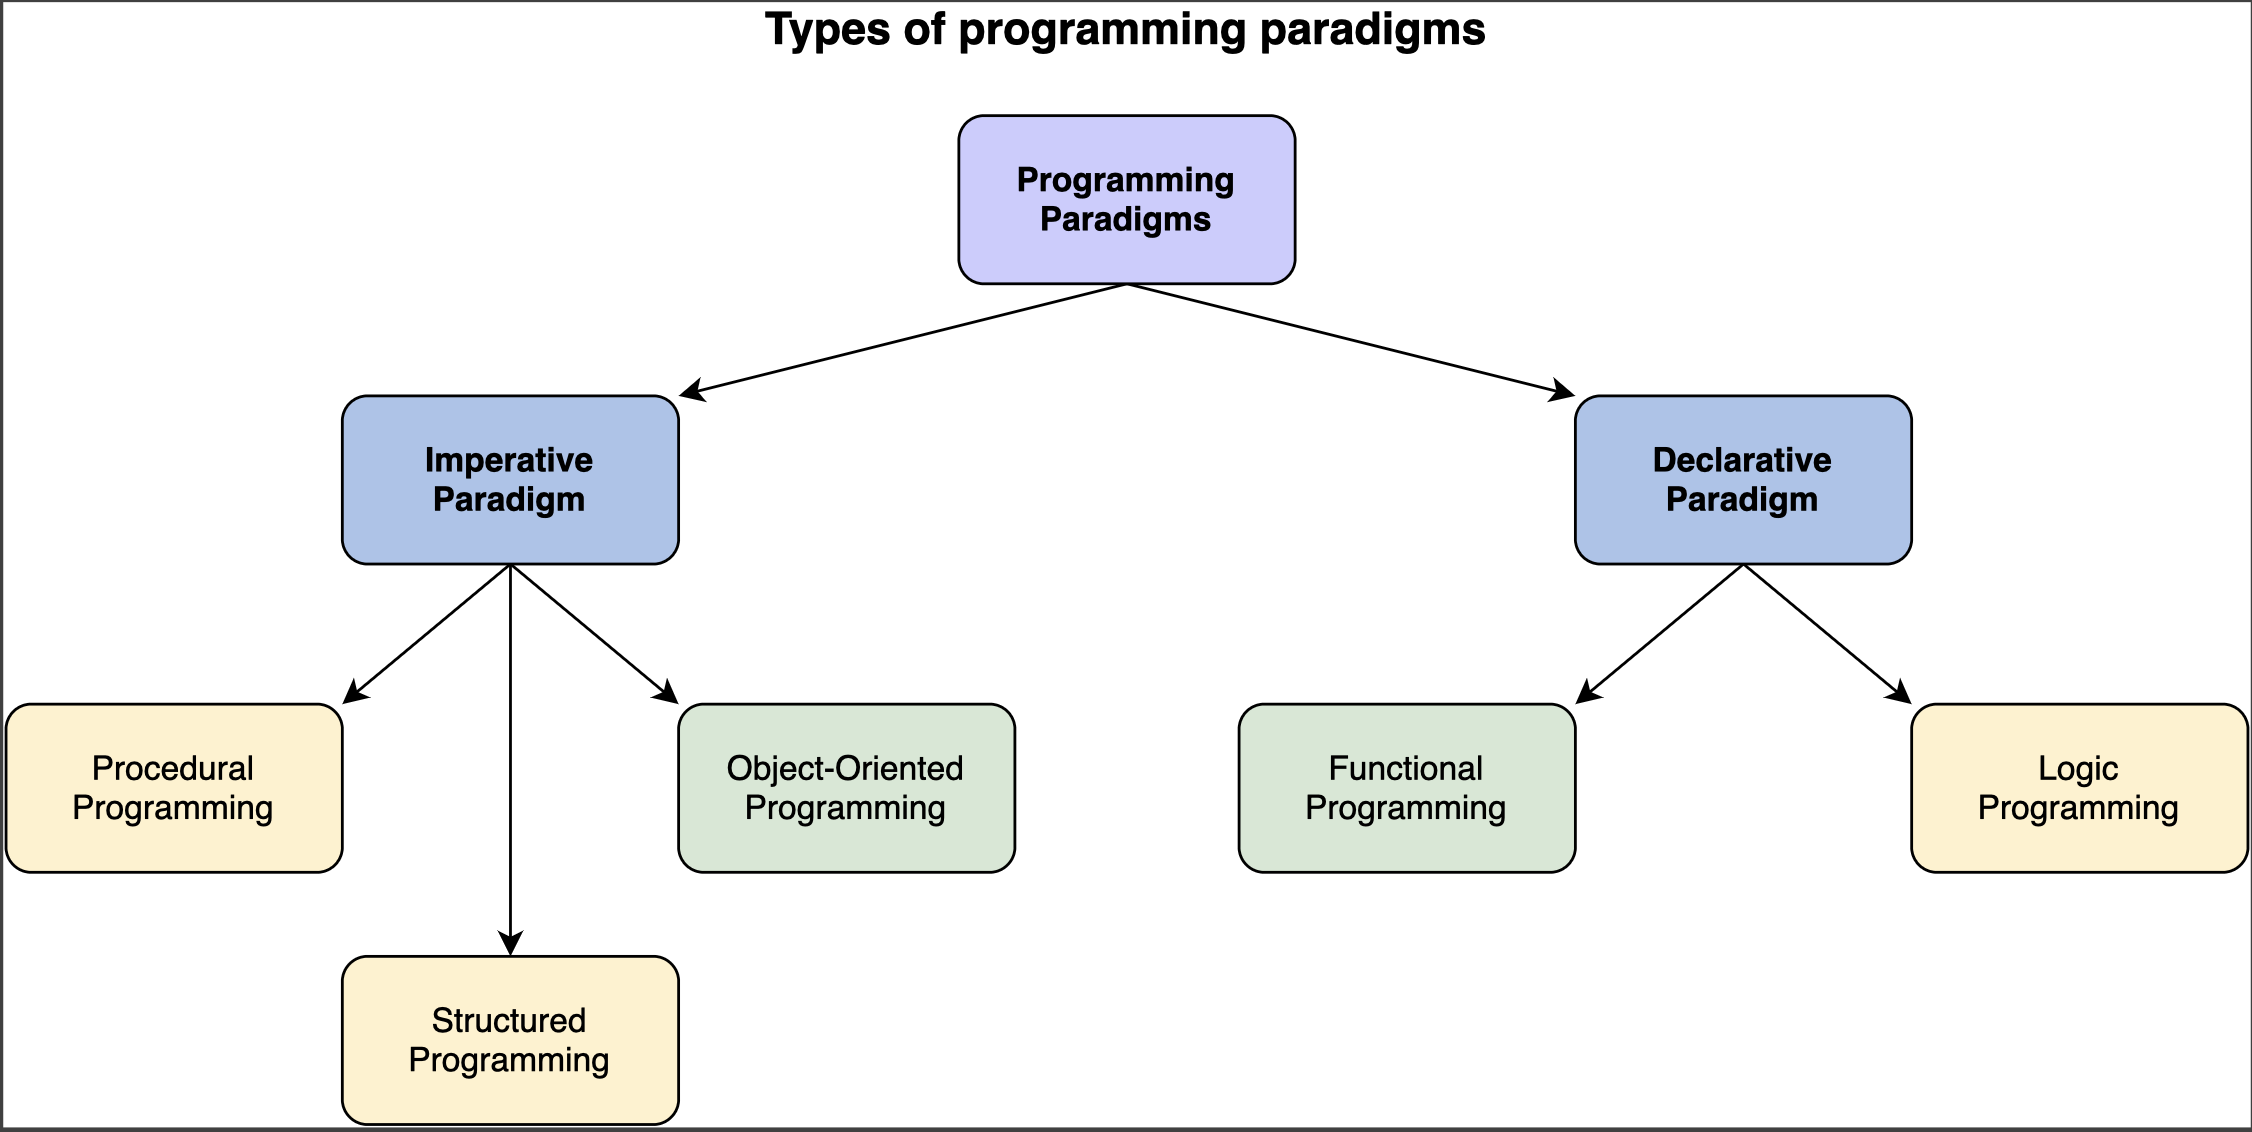 Types of programming paradigms
Programming
Paradigms
Imperative
Paradigm
Declarative
Paradigm
Procedural
Programming
Object-Oriented
Programming
Functional
Programming
Logic
Programming
Structured
Programming